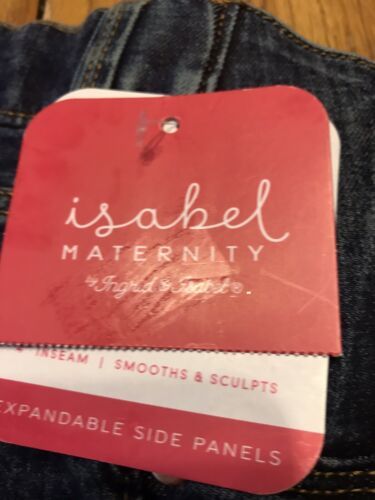 isabel
MATERNITY
by Ingrid & Isabel®.
INSEAM | SMOOTHS & SCULPTS
EXPANDABLE SIDE PANELS